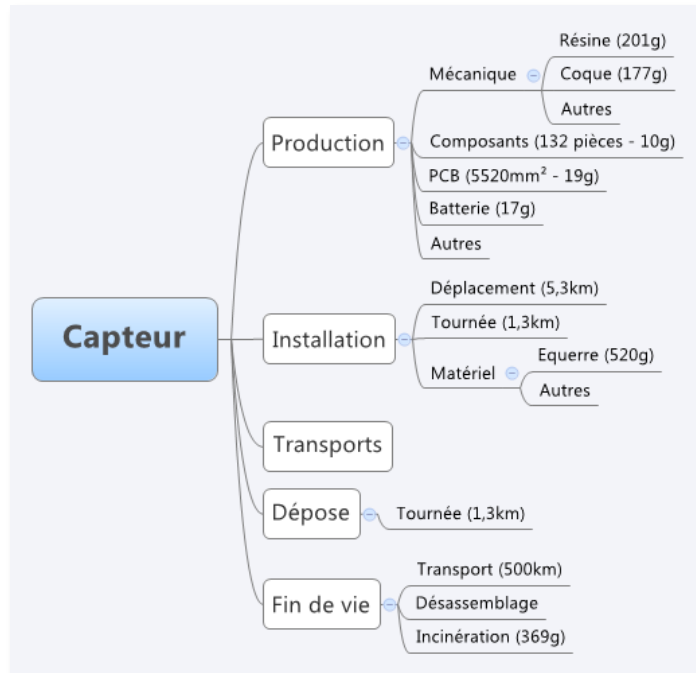 Capteur
Production
Mécanique
Résine (201g)
Coque (177g)
Autres
Composants (132 pièces - 10g)
PCB (5520mm² - 19g)
Batterie (17g)
Autres
Installation
Déplacement (5,3km)
Tournée (1,3km)
Matériel
Equerre (520g)
Autres
Transports
Dépose
Tournée (1,3km)
Fin de vie
Transport (500km)
Désassemblage
Incinération (369g)